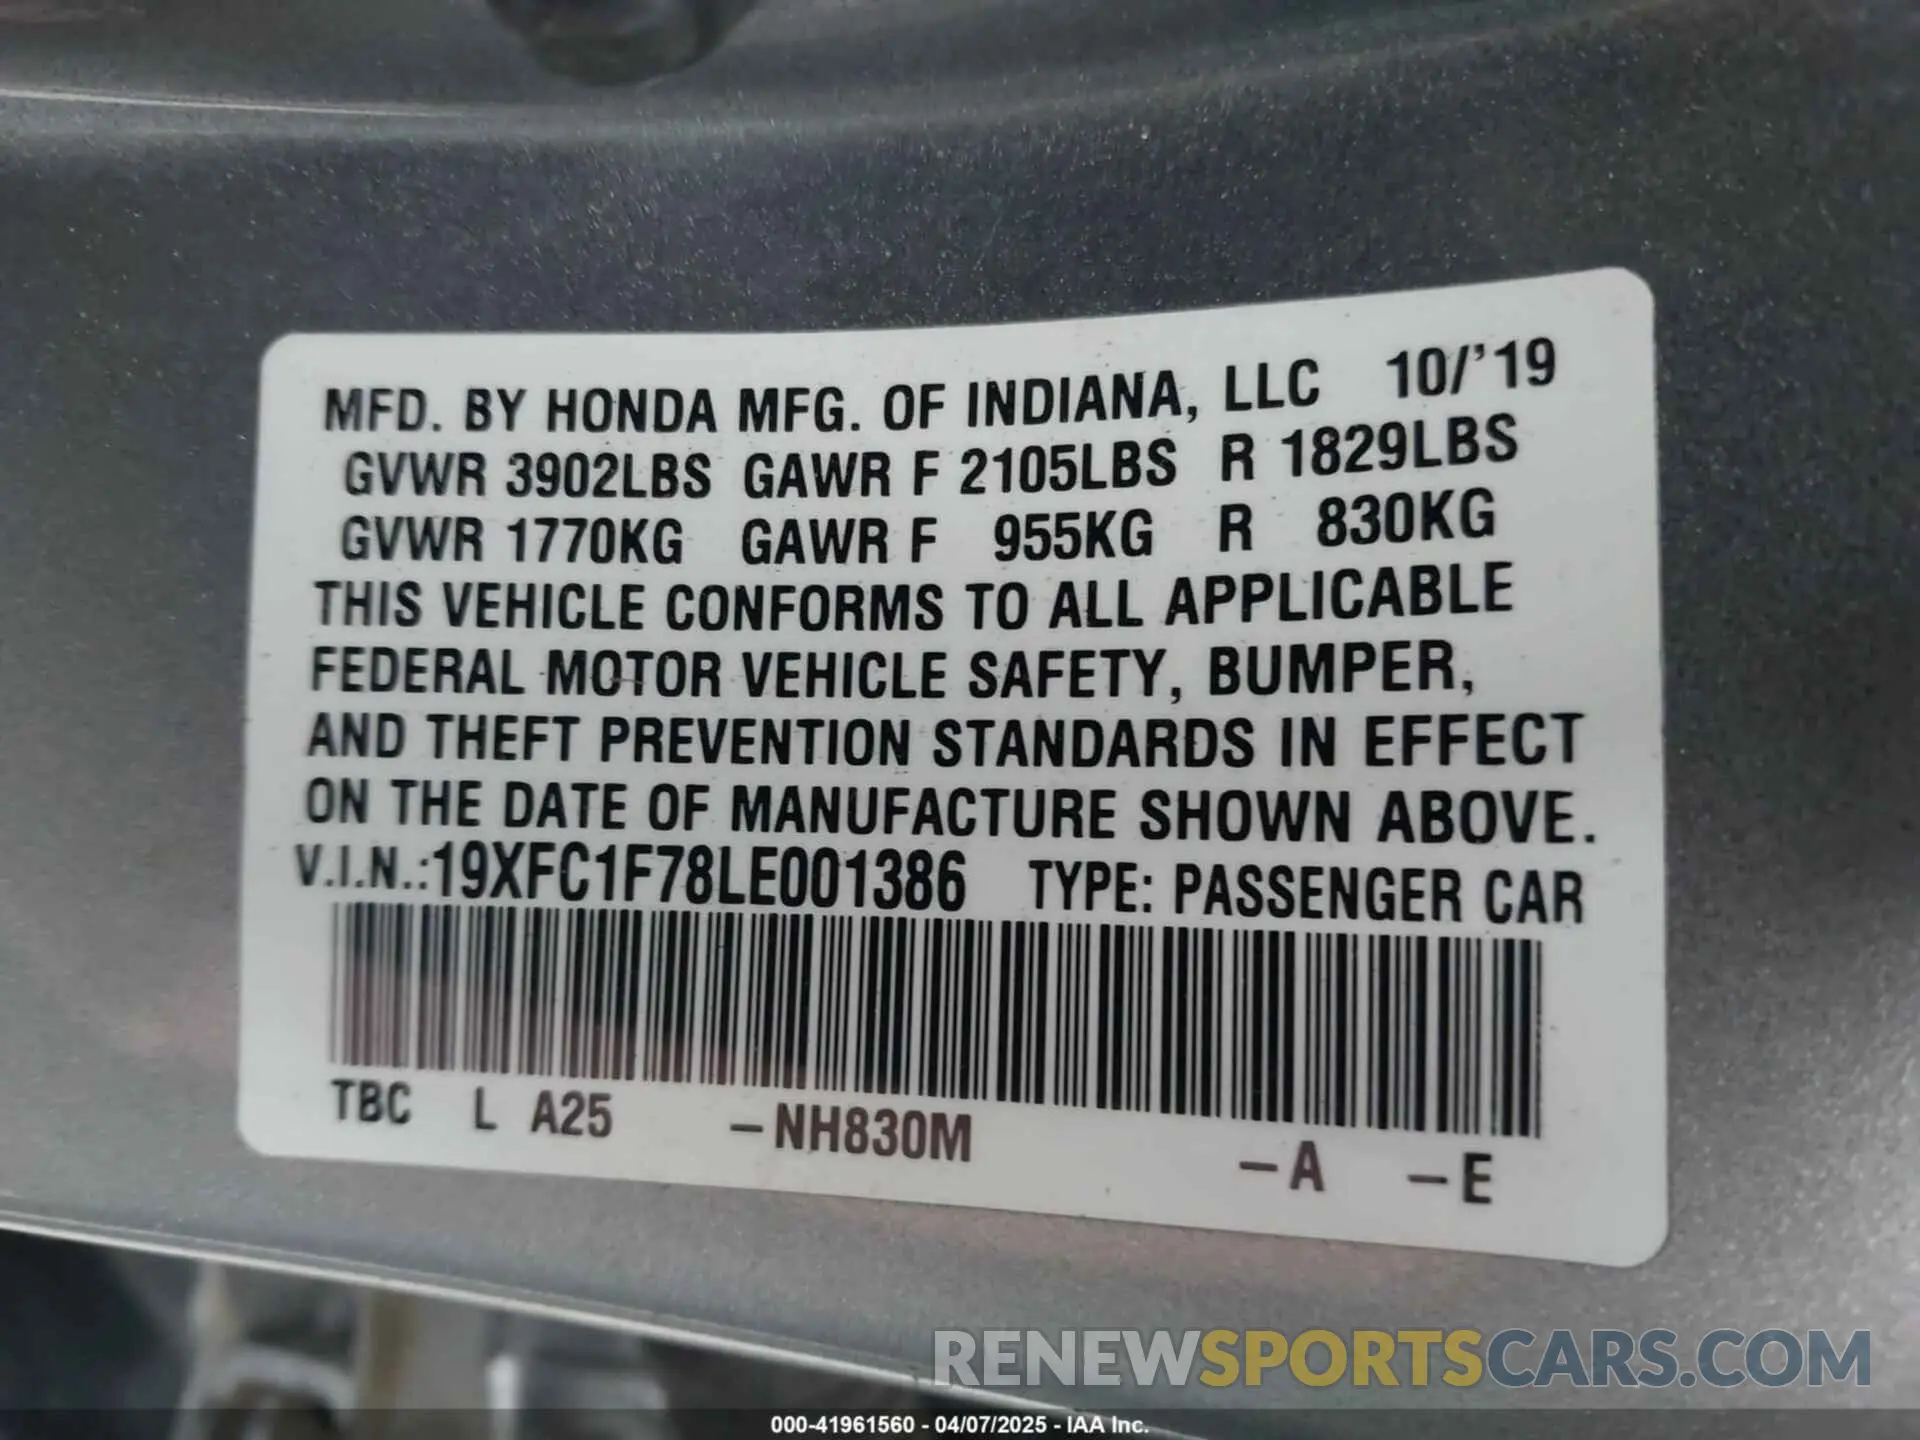 MFD. BY HONDA MFG. OF INDIANA, LLC 10/'19
GVWR 3902LBS GAWR F 2105LBS R 1829LBS
GVWR 1770KG GAWR F 955KG R 830KG
THIS VEHICLE CONFORMS TO ALL APPLICABLE
FEDERAL MOTOR VEHICLE SAFETY, BUMPER,
AND THEFT PREVENTION STANDARDS IN EFFECT
ON THE DATE OF MANUFACTURE SHOWN ABOVE.
V.I.N.:19XFC1F78LE001386 TYPE: PASSENGER CAR
TBC L A25 –NH830M –A –E
RENEWSPORTSCARS.COM
000-41961560 - 04/07/2025 - IAA Inc.